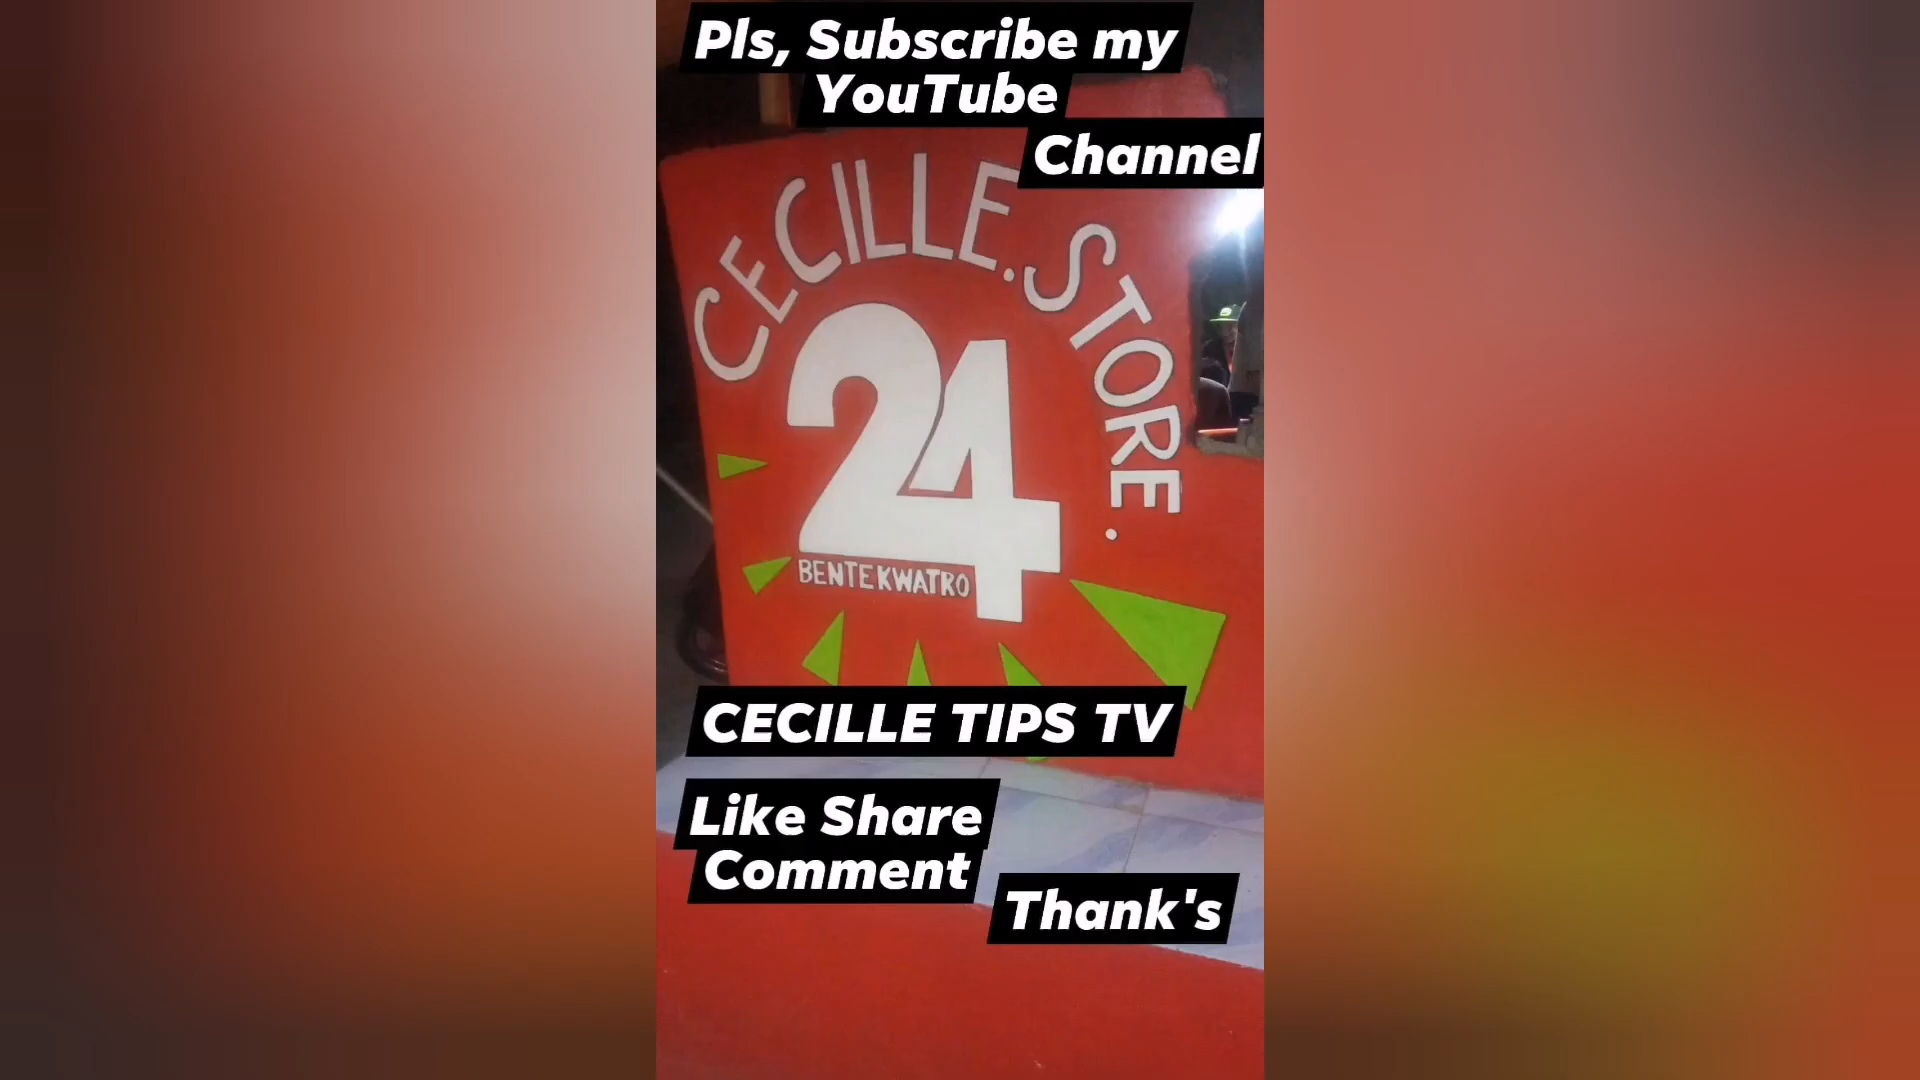 Pls, Subscribe my
YouTube
Channel
CECILLE.STORE.
24
BENTEKWATRO
CECILLE TIPS TV
Like Share
Comment
Thank's